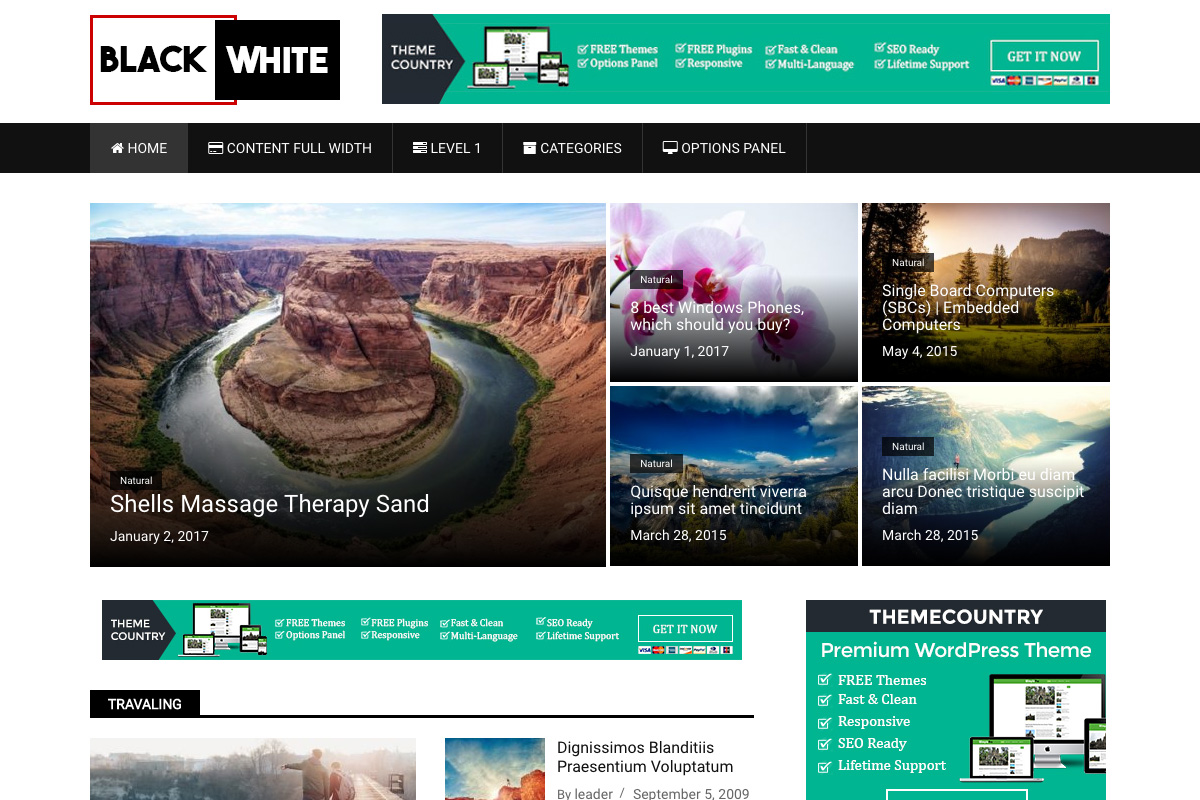 BLACK WHITE
THEME
COUNTRY
FREE Themes
Options Panel
FREE Plugins
Responsive
Fast & Clean
Multi-Language
SEO Ready
Lifetime Support
GET IT NOW
HOME
CONTENT FULL WIDTH
LEVEL 1
CATEGORIES
OPTIONS PANEL
Natural
Shells Massage Therapy Sand
January 2, 2017
Natural
8 best Windows Phones,
which should you buy?
January 1, 2017
Natural
Single Board Computers
(SBCs) | Embedded
Computers
May 4, 2015
Natural
Quisque hendrerit viverra
ipsum sit amet tincidunt
March 28, 2015
Natural
Nulla facilisi Morbi eu diam
arcu Donec tristique suscipit
diam
March 28, 2015
THEME
COUNTRY
FREE Themes
Options Panel
FREE Plugins
Responsive
Fast & Clean
Multi-Language
SEO Ready
Lifetime Support
GET IT NOW
TRAVALING
Dignissimos Blanditiis
Praesentium Voluptatum
By leader / September 5, 2009
THEMECOUNTRY
Premium WordPress Theme
FREE Themes
Fast & Clean
Responsive
SEO Ready
Lifetime Support